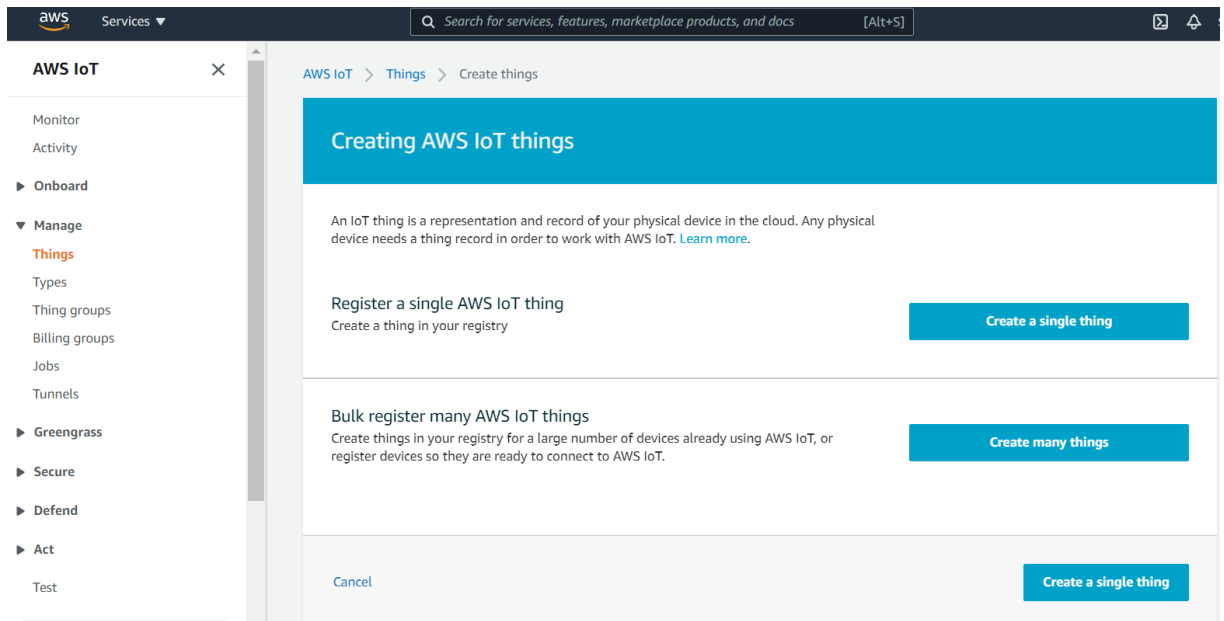 aws
Services
Search for services, features, marketplace products, and docs
[Alt+S]
AWS IoT
Monitor
Activity
Onboard
Manage
Things
Types
Thing groups
Billing groups
Jobs
Tunnels
Greengrass
Secure
Defend
Act
Test
AWS IoT > Things > Create things
Creating AWS IoT things
An IoT thing is a representation and record of your physical device in the cloud. Any physical
device needs a thing record in order to work with AWS IoT. Learn more.
Register a single AWS IoT thing
Create a thing in your registry
Create a single thing
Bulk register many AWS IoT things
Create things in your registry for a large number of devices already using AWS IoT, or
register devices so they are ready to connect to AWS IoT.
Create many things
Cancel
Create a single thing